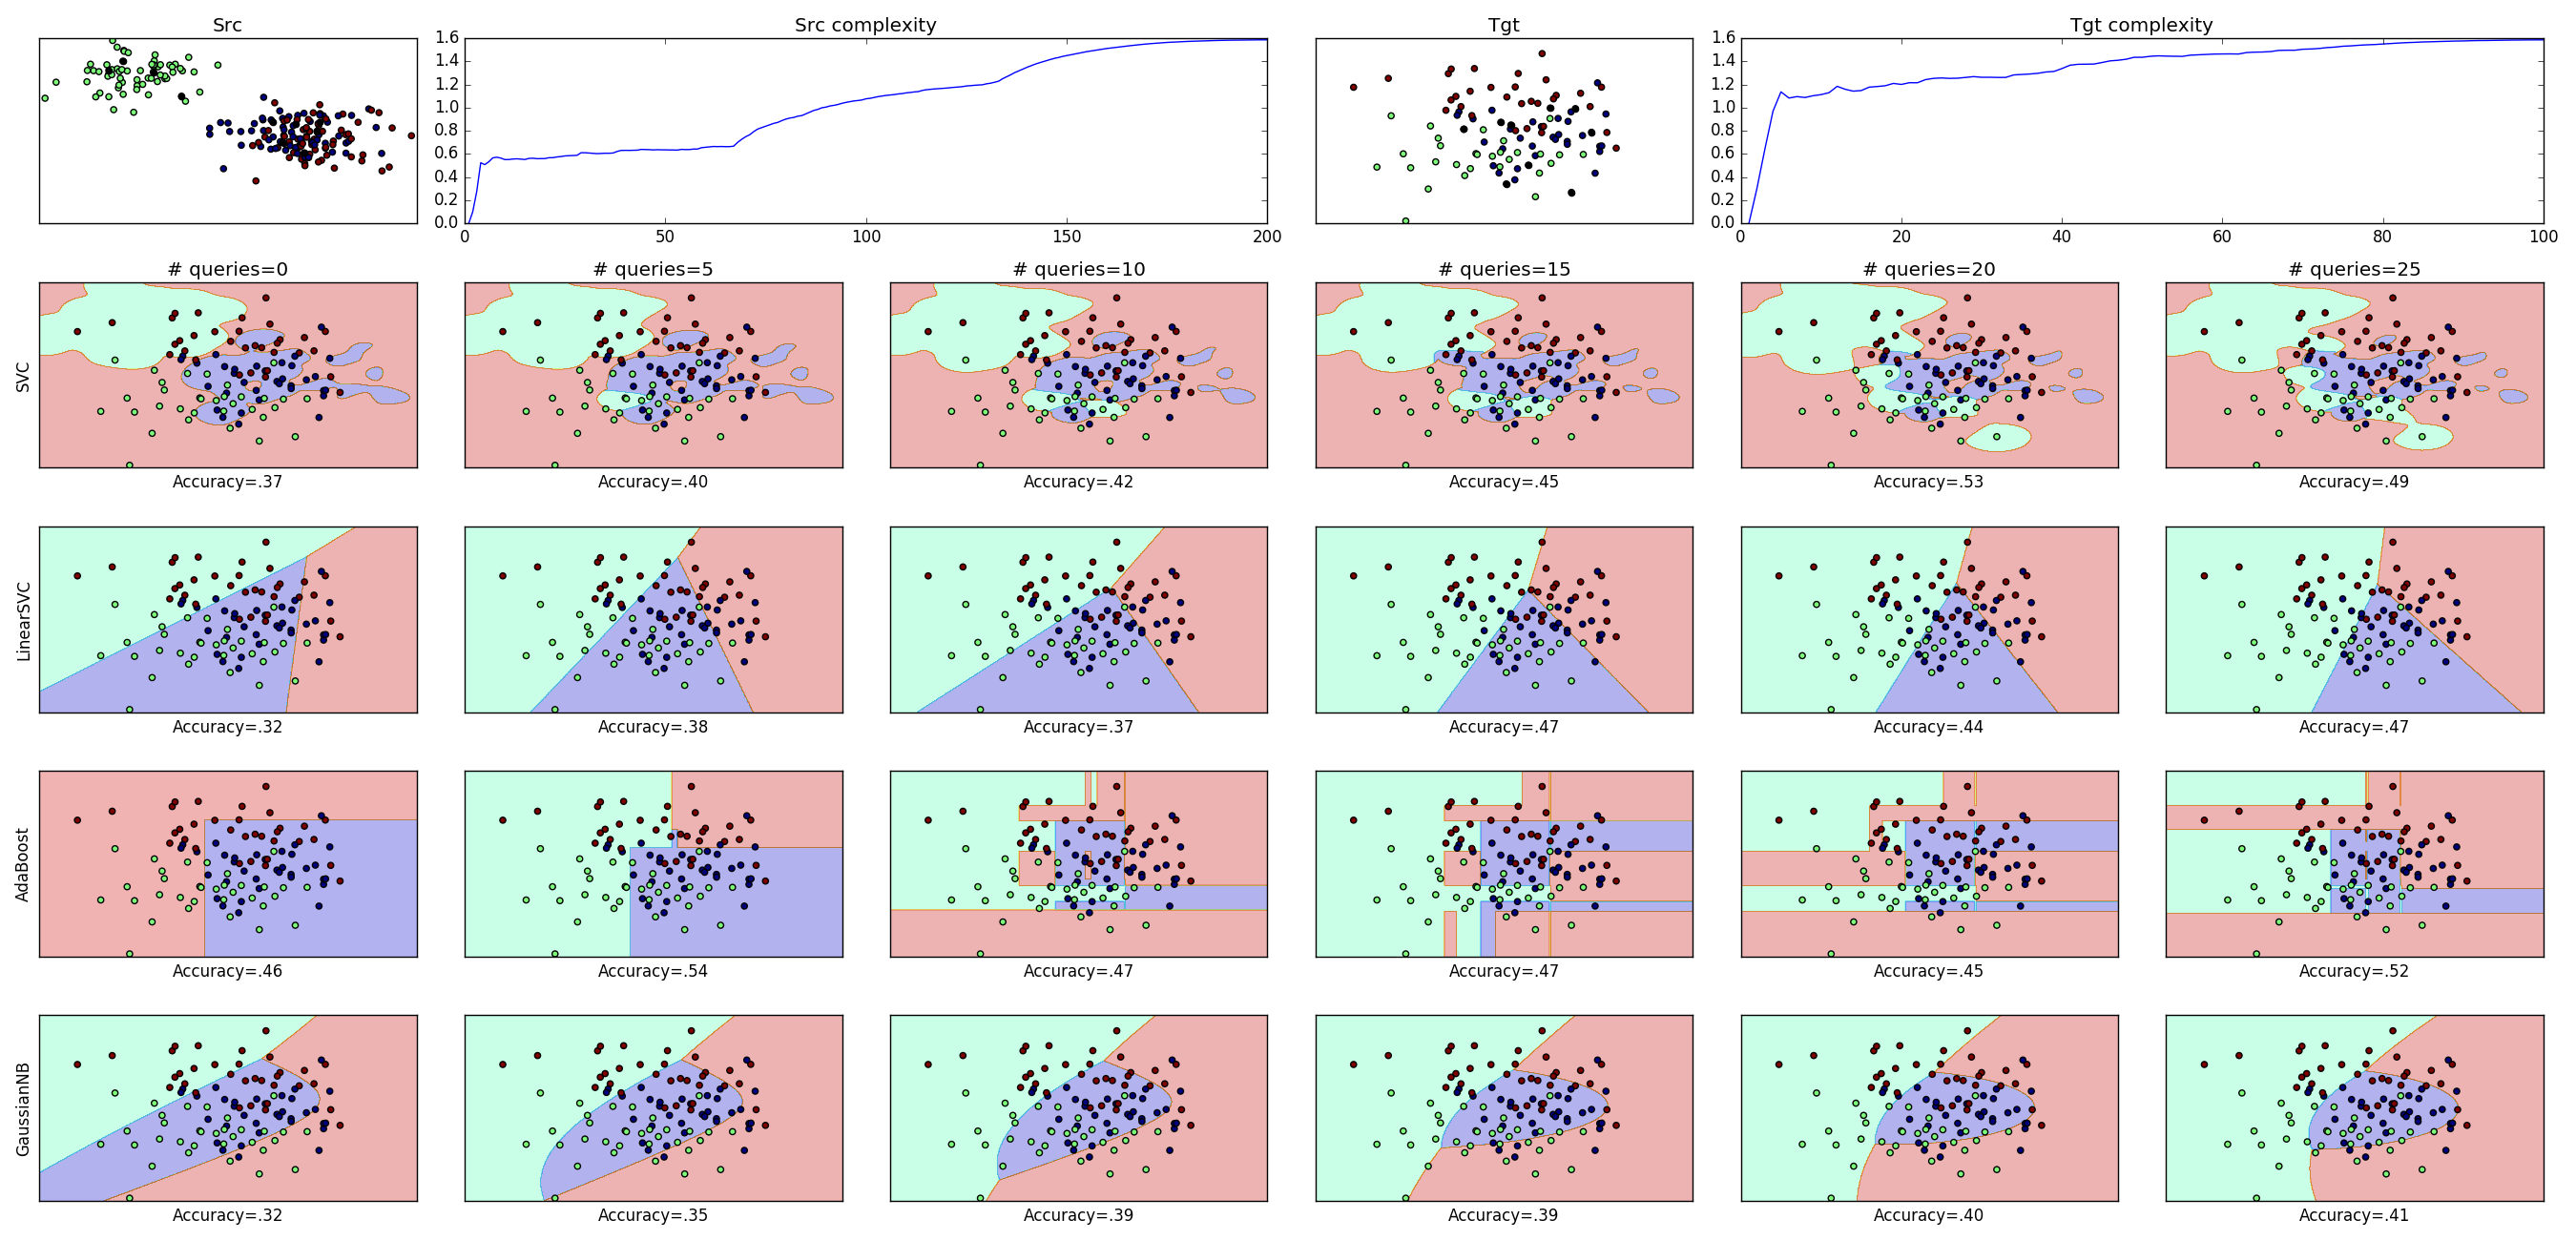 Src
Src complexity
Tgt
Tgt complexity
1.6
1.4
1.2
1.0
0.8
0.6
0.4
0.2
0.0
0 50 100 150 200
1.6
1.4
1.2
1.0
0.8
0.6
0.4
0.2
0.0
0 20 40 60 80 100
# queries=0
# queries=5
# queries=10
# queries=15
# queries=20
# queries=25
SVC
Accuracy=.37
Accuracy=.40
Accuracy=.42
Accuracy=.45
Accuracy=.53
Accuracy=.49
LinearSVC
Accuracy=.32
Accuracy=.38
Accuracy=.37
Accuracy=.47
Accuracy=.44
Accuracy=.47
AdaBoost
Accuracy=.46
Accuracy=.54
Accuracy=.47
Accuracy=.47
Accuracy=.45
Accuracy=.52
GaussianNB
Accuracy=.32
Accuracy=.35
Accuracy=.39
Accuracy=.39
Accuracy=.40
Accuracy=.41